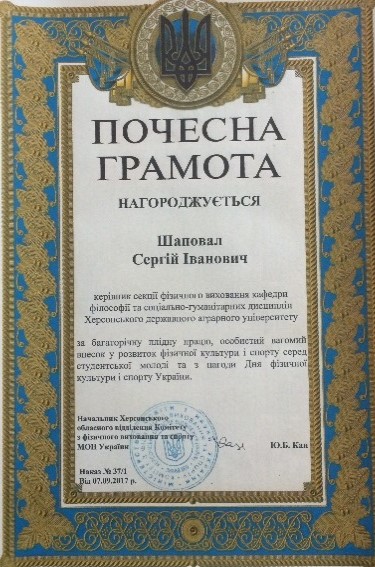 ПОЧЕСНА
ГРАМОТА
НАГОРОДЖУЄТЬСЯ
Шаповал
Сергій Іванович
керівник секції фізичного виховання кафедри
філософії та соціально-гуманітарних дисциплін
Херсонського державного аграрного університету
за багаторічну плідну працю, особистий вагомий
внесок у розвиток фізичної культури і спорту серед
студентської молоді та з нагоди Дня фізичної
культури і спорту України.
Начальник Херсонського
обласного відділення Комітету
з фізичного виховання та спорту
МОН України
Ю.Б. Кан
Наказ № 37/1
Від 07.09.2017 р.